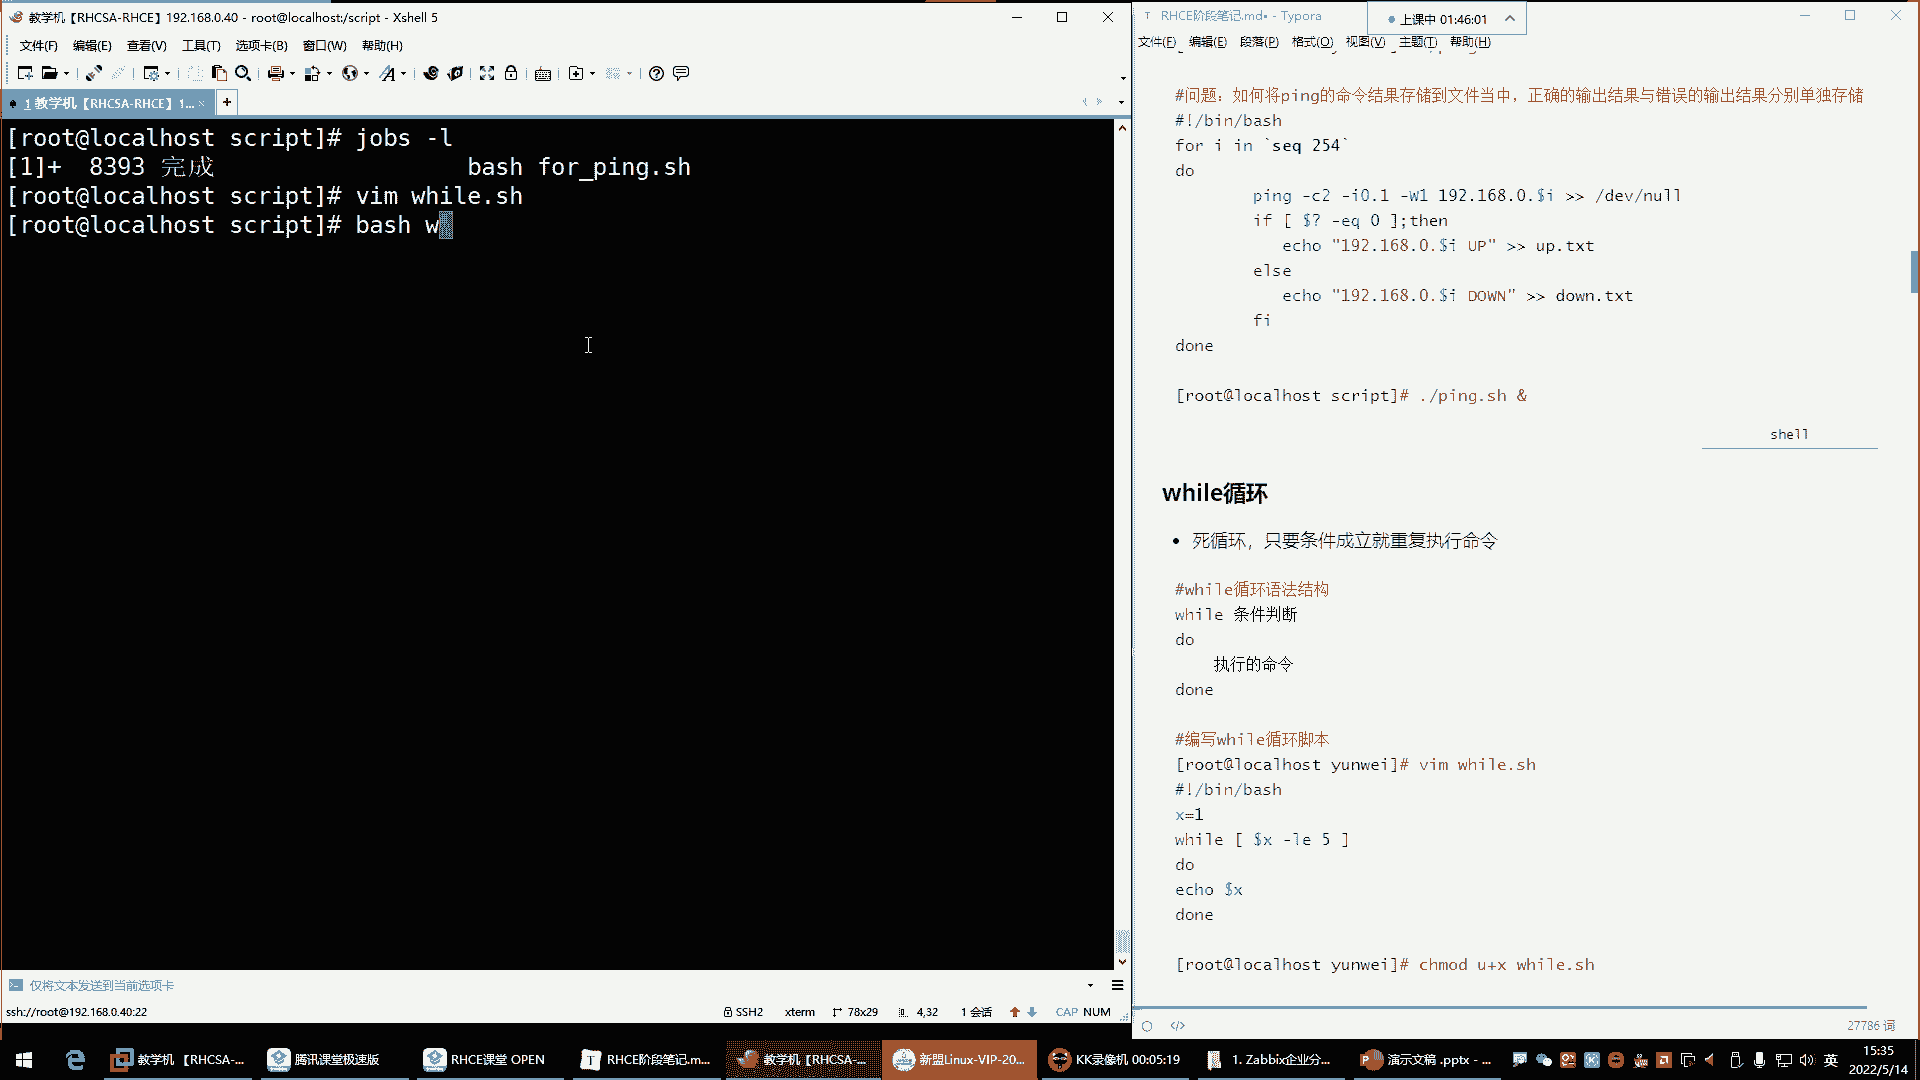 教学机【RHCSA-RHCE】192.168.0.40 - root@localhost:/script - Xshell 5
文件(F) 编辑(E) 查看(V) 工具(T) 选项卡(B) 窗口(W) 帮助(H)
1 教学机【RHCSA-RHCE】1...
[root@localhost script]# jobs -l
[1]+  8393 完成                  bash for_ping.sh
[root@localhost script]# vim while.sh
[root@localhost script]# bash w
仅将文本发送到当前选项卡
ssh://root@192.168.0.40:22
SSH2 xterm 78x29 4,32 1 会话 CAP NUM
RHCE阶段笔记.md• - Typora
上课中 01:46:01
文件(F) 编辑(E) 段落(P) 格式(O) 视图(V) 主题(T) 帮助(H)
#问题：如何将ping的命令结果存储到文件当中，正确的输出结果与错误的输出结果分别单独存储
#!/bin/bash
for i in `seq 254`
do
ping -c2 -i0.1 -W1 192.168.0.$i >> /dev/null
if [ $? -eq 0 ];then
echo "192.168.0.$i UP" >> up.txt
else
echo "192.168.0.$i DOWN" >> down.txt
fi
done
[root@localhost script]# ./ping.sh &
shell
while循环
• 死循环，只要条件成立就重复执行命令
#while循环语法结构
while 条件判断
do
执行的命令
done
#编写while循环脚本
[root@localhost yunwei]# vim while.sh
#!/bin/bash
x=1
while [ $x -le 5 ]
do
echo $x
done
[root@localhost yunwei]# chmod u+x while.sh
27786 词
教学机 【RHCSA-...
腾讯课堂极速版
RHCE课堂 OPEN
RHCE阶段笔记.m...
教学机【RHCSA-...
新盟Linux-VIP-20...
KK录像机 00:05:19
1. Zabbix企业分...
演示文稿 .pptx - ...
英
15:35
2022/5/14